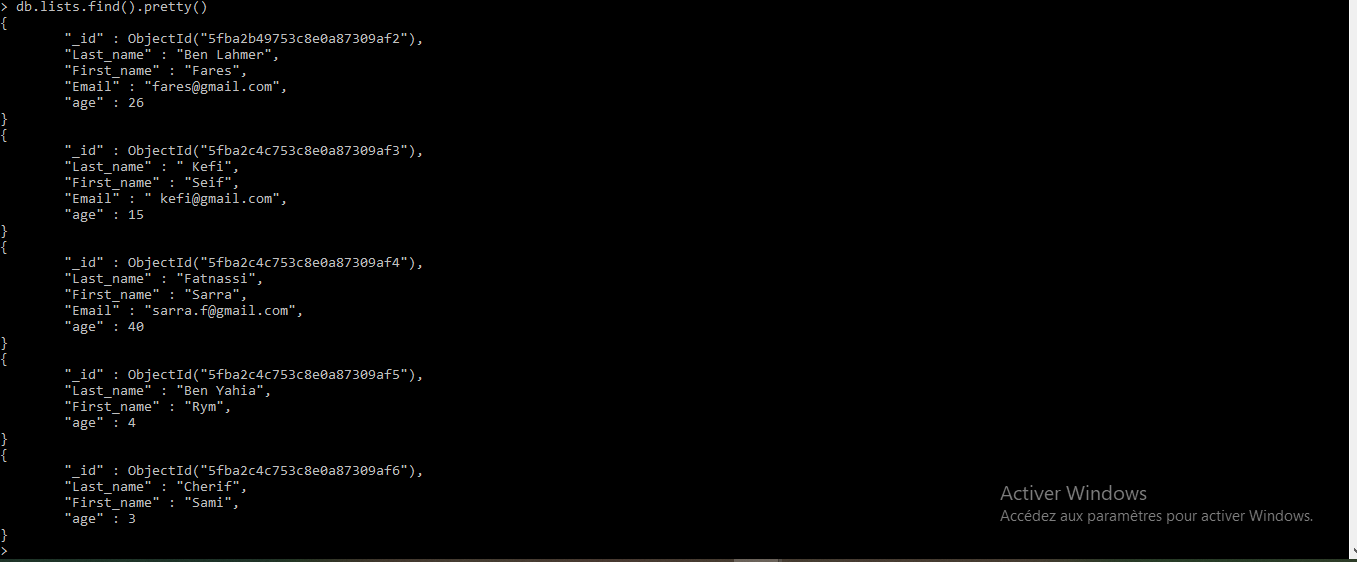 > db.lists.find().pretty()
{
"_id" : ObjectId("5fba2b49753c8e0a87309af2"),
"Last_name" : "Ben Lahmer",
"First_name" : "Fares",
"Email" : "fares@gmail.com",
"age" : 26
}
{
"_id" : ObjectId("5fba2c4c753c8e0a87309af3"),
"Last_name" : " Kefi",
"First_name" : "Seif",
"Email" : " kefi@gmail.com",
"age" : 15
}
{
"_id" : ObjectId("5fba2c4c753c8e0a87309af4"),
"Last_name" : "Fatnassi",
"First_name" : "Sarra",
"Email" : "sarra.f@gmail.com",
"age" : 40
}
{
"_id" : ObjectId("5fba2c4c753c8e0a87309af5"),
"Last_name" : "Ben Yahia",
"First_name" : "Rym",
"age" : 4
}
{
"_id" : ObjectId("5fba2c4c753c8e0a87309af6"),
"Last_name" : "Cherif",
"First_name" : "Sami",
"age" : 3
}
>
Activer Windows
Accédez aux paramètres pour activer Windows.